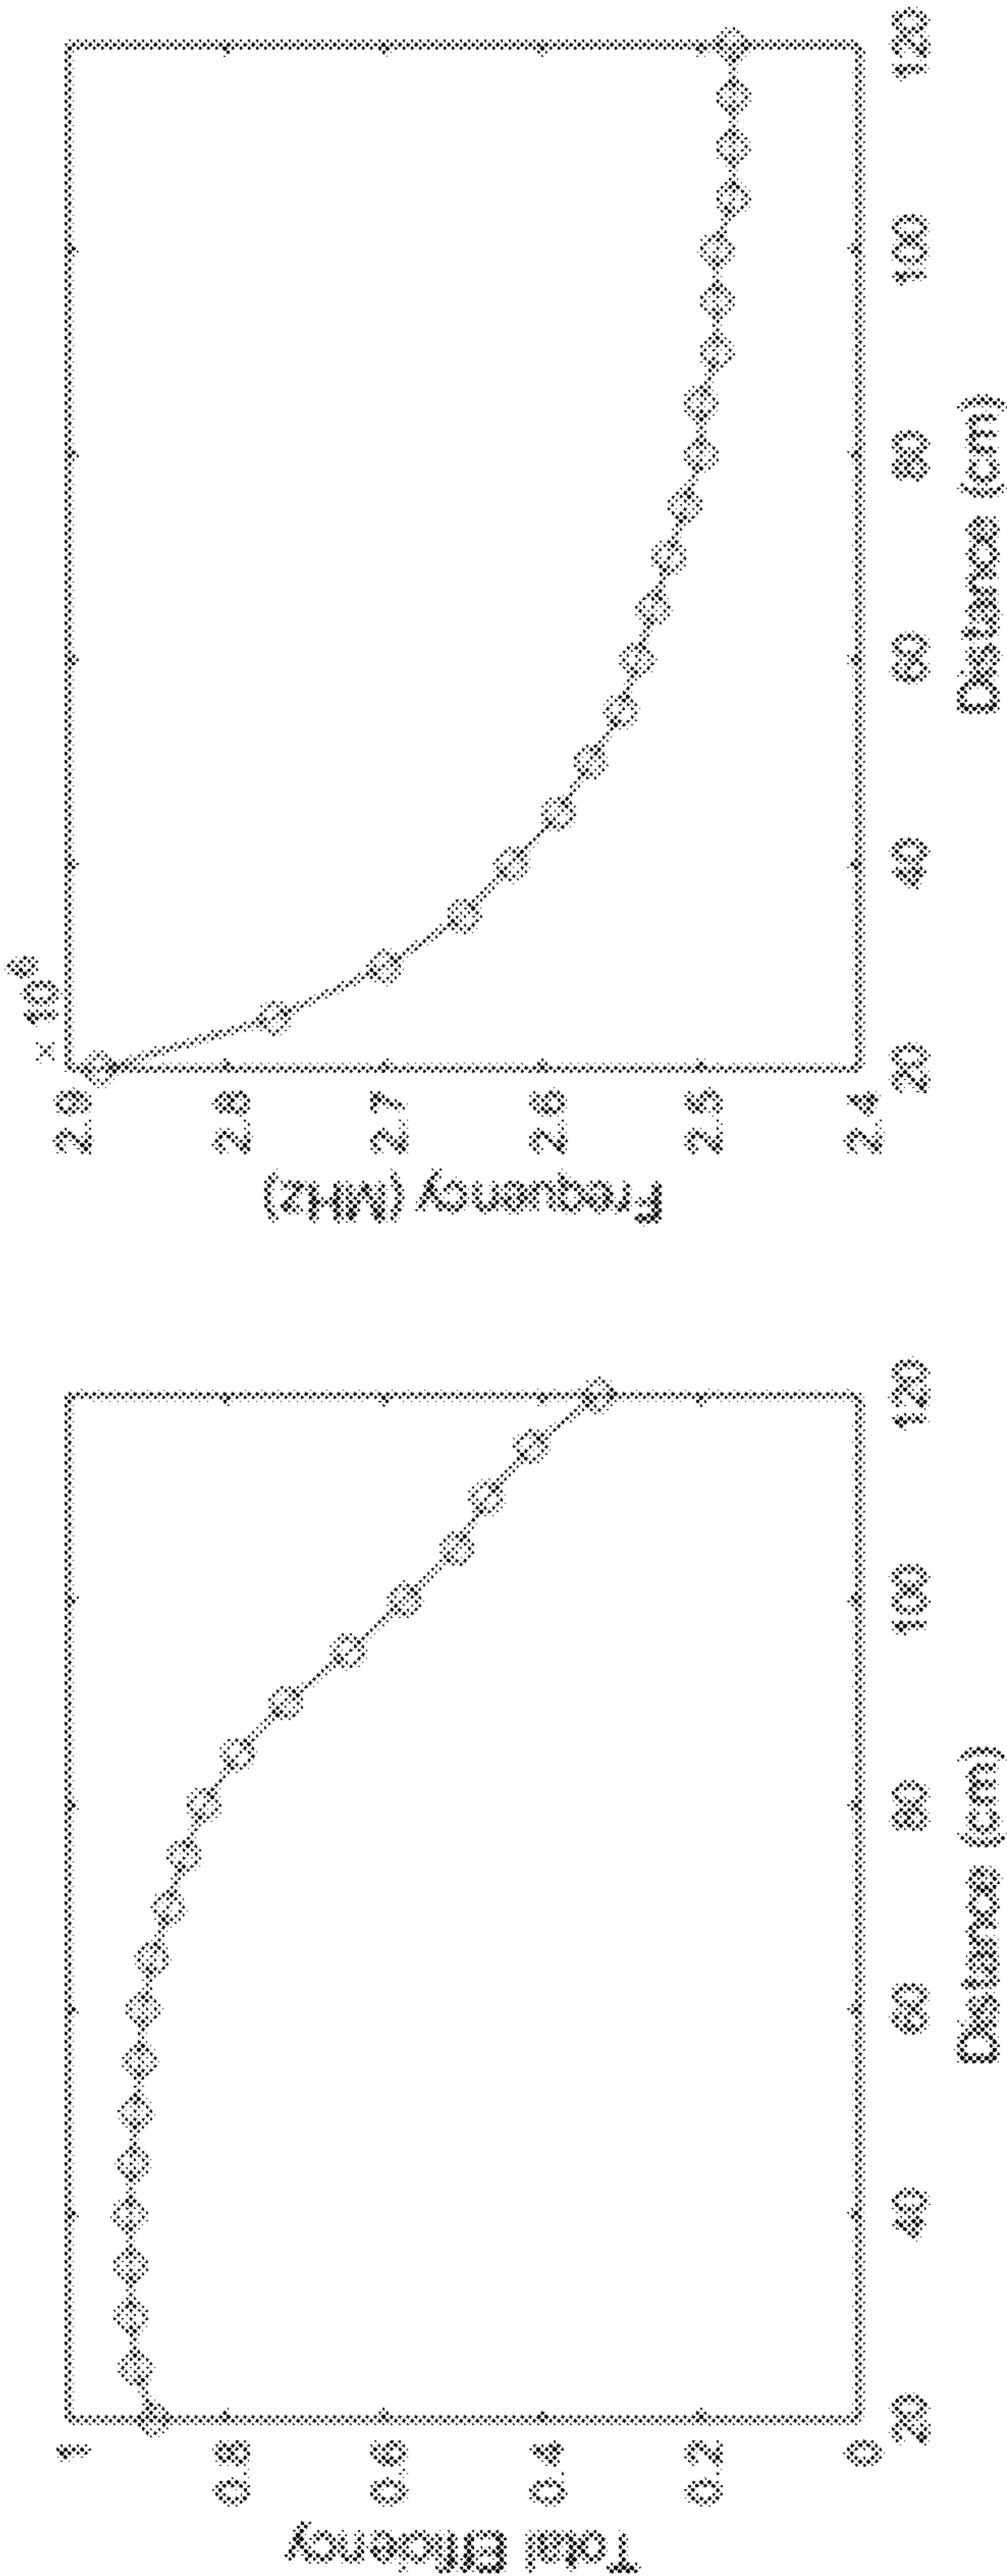 Total Efficiency
1
0.8
0.6
0.4
0.2
0
20 40 60 80 100 120
Distance (cm)
Frequency (MHz)
× 10⁶
2.9
2.8
2.7
2.6
2.5
2.4
20 40 60 80 100 120
Distance (cm)